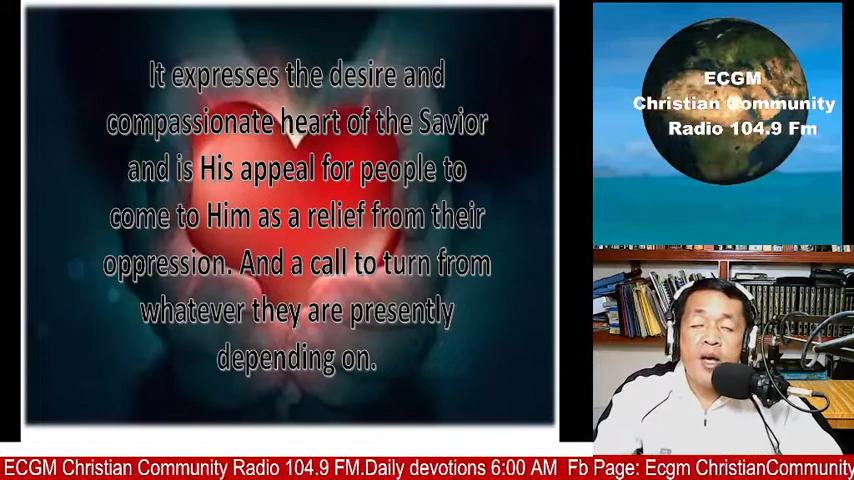 It expresses the desire and
compassionate heart of the Savior
and is His appeal for people to
come to Him as a relief from their
oppression. And a call to turn from
whatever they are presently
depending on.
ECGM
Christian Community
Radio 104.9 Fm
ECGM Christian Community Radio 104.9 FM.Daily devotions 6:00 AM Fb Page: Ecgm ChristianCommunity